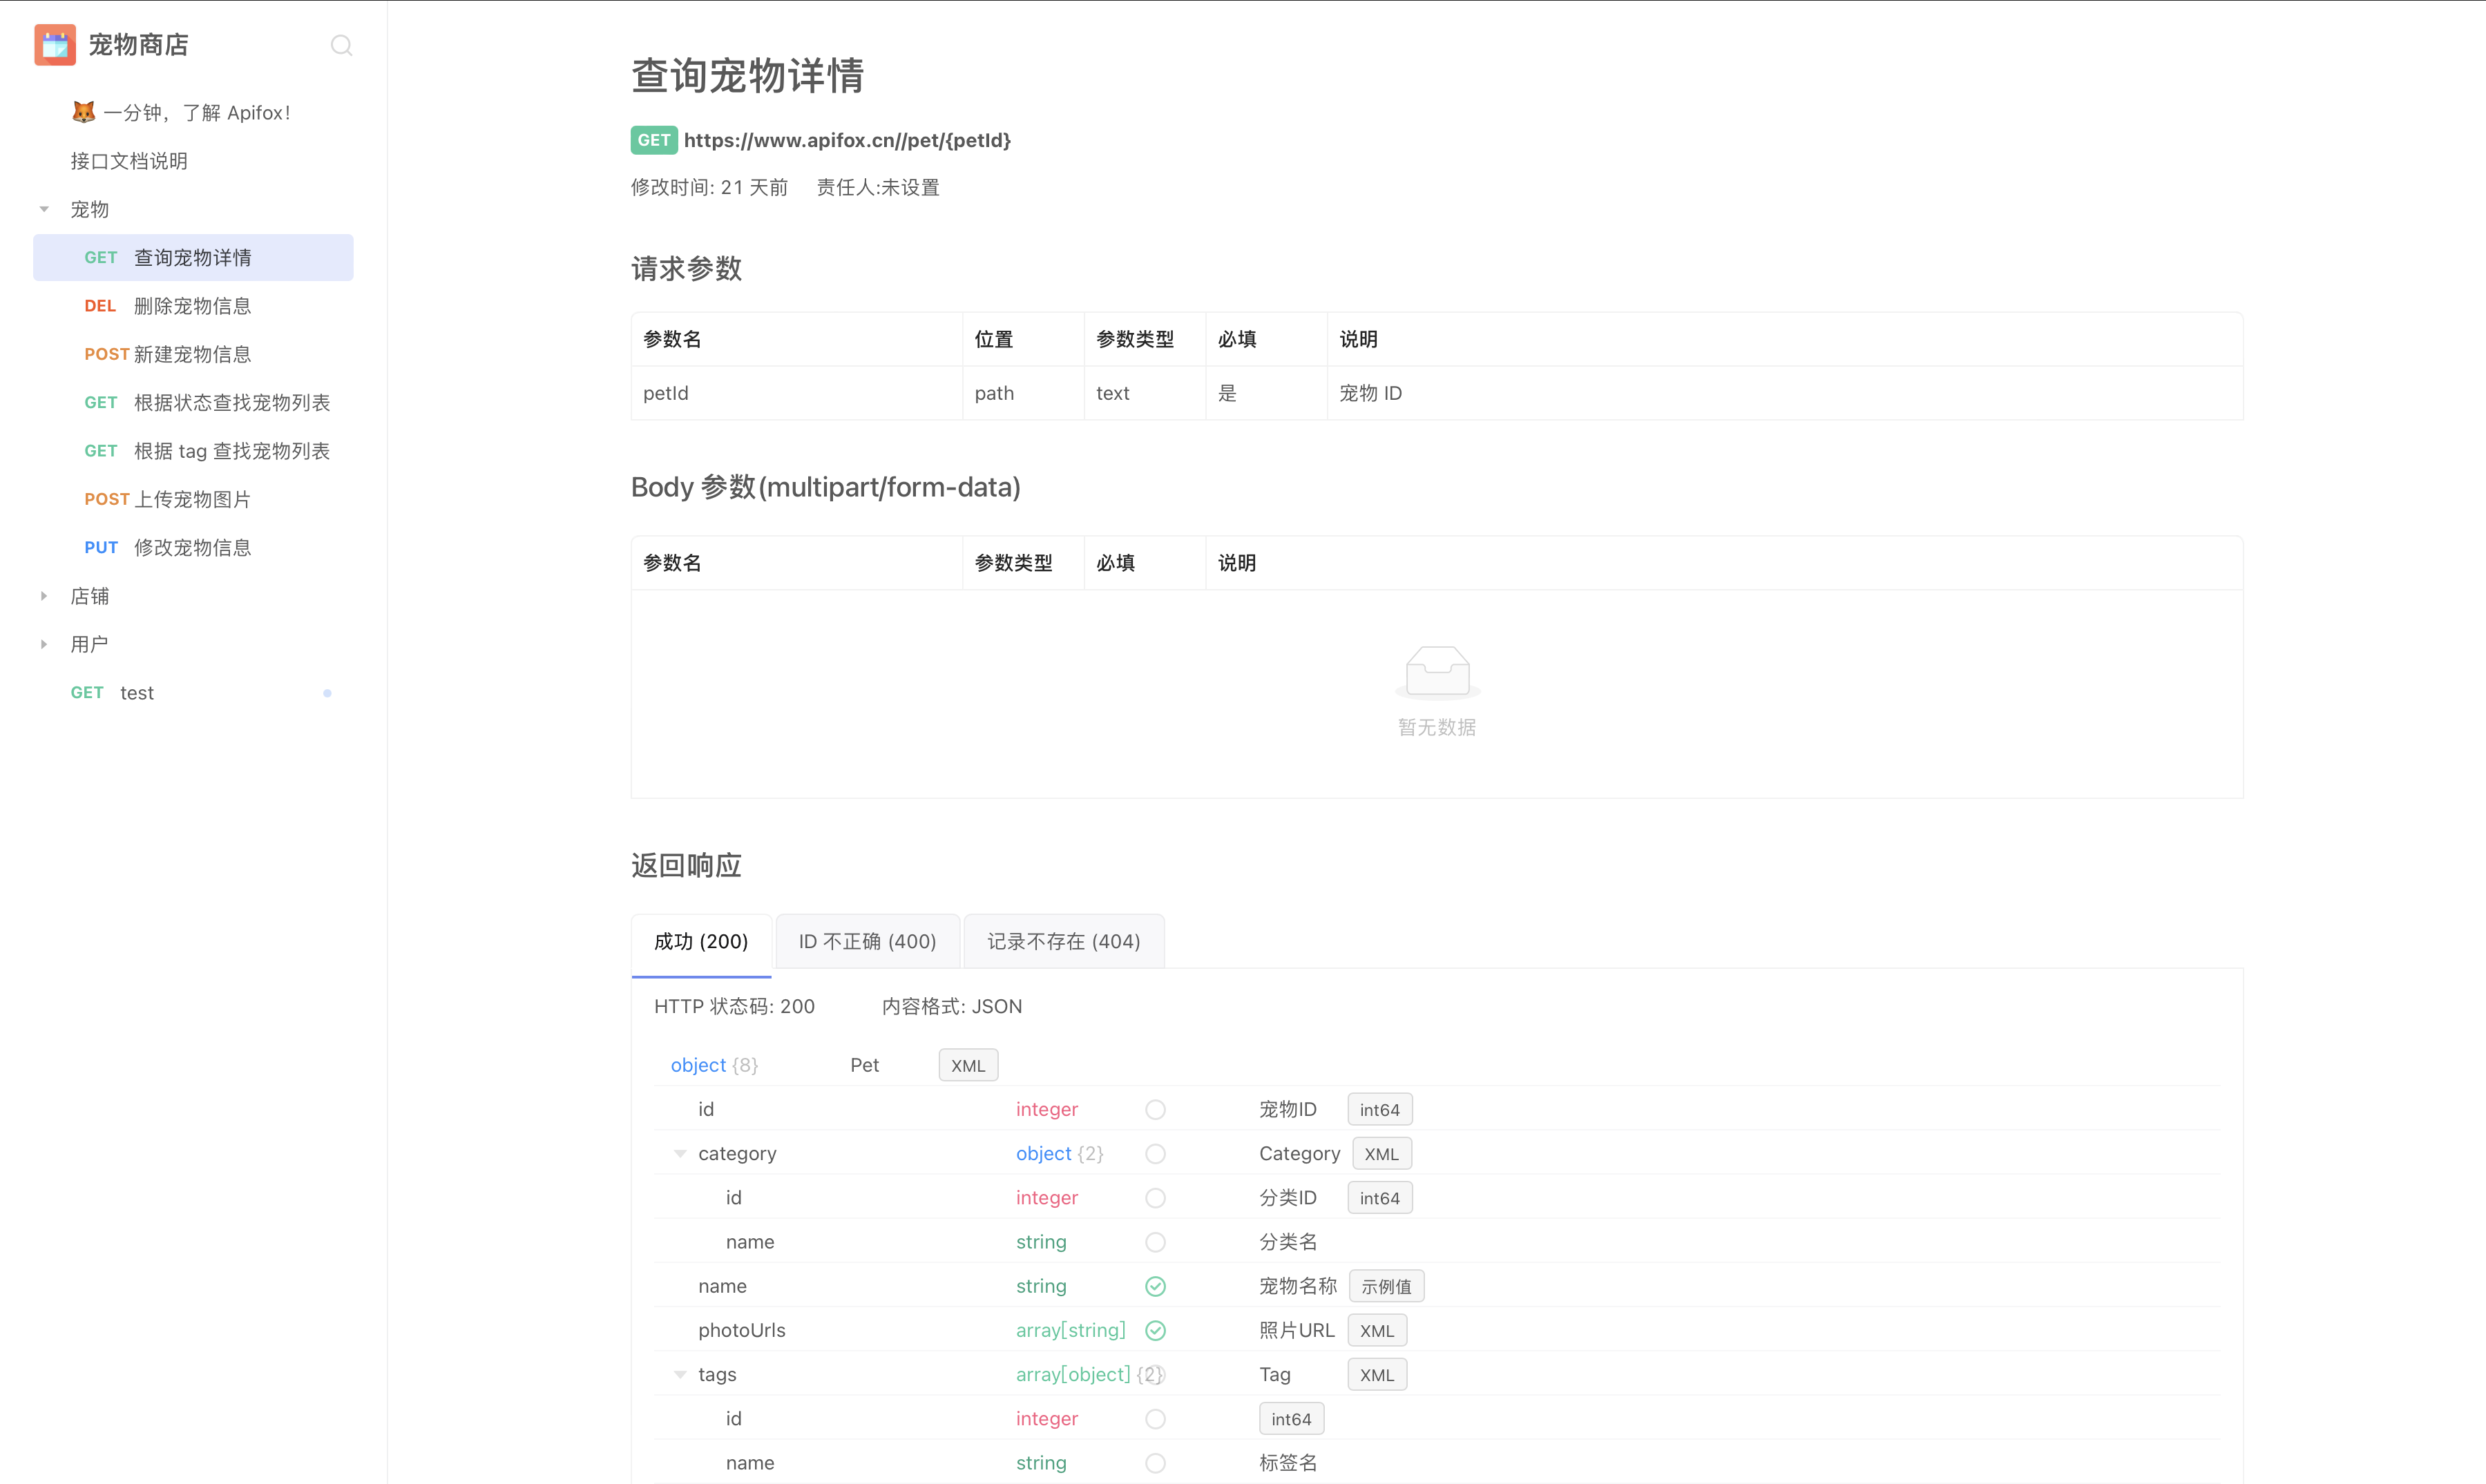 宠物商店
一分钟，了解 Apifox！
接口文档说明
宠物
GET 查询宠物详情
DEL 删除宠物信息
POST 新建宠物信息
GET 根据状态查找宠物列表
GET 根据 tag 查找宠物列表
POST 上传宠物图片
PUT 修改宠物信息
店铺
用户
GET test
查询宠物详情
GET https://www.apifox.cn//pet/{petId}
修改时间: 21 天前 责任人:未设置
请求参数
参数名 位置 参数类型 必填 说明
petId path text 是 宠物 ID
Body 参数(multipart/form-data)
参数名 参数类型 必填 说明
暂无数据
返回响应
成功 (200) ID 不正确 (400) 记录不存在 (404)
HTTP 状态码: 200 内容格式: JSON
object {8} Pet XML
id integer 宠物ID int64
category object {2} Category XML
id integer 分类ID int64
name string 分类名
name string 宠物名称 示例值
photoUrls array[string] 照片URL XML
tags array[object] {2} Tag XML
id integer int64
name string 标签名